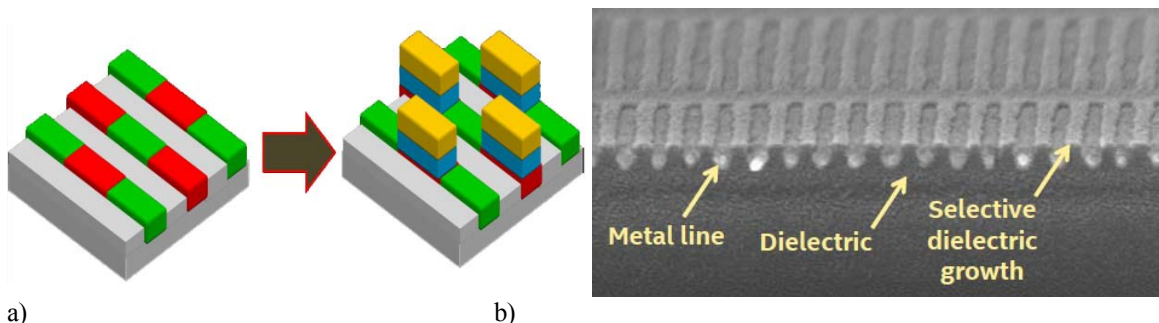 Metal line
Dielectric
Selective
dielectric
growth
a)
b)